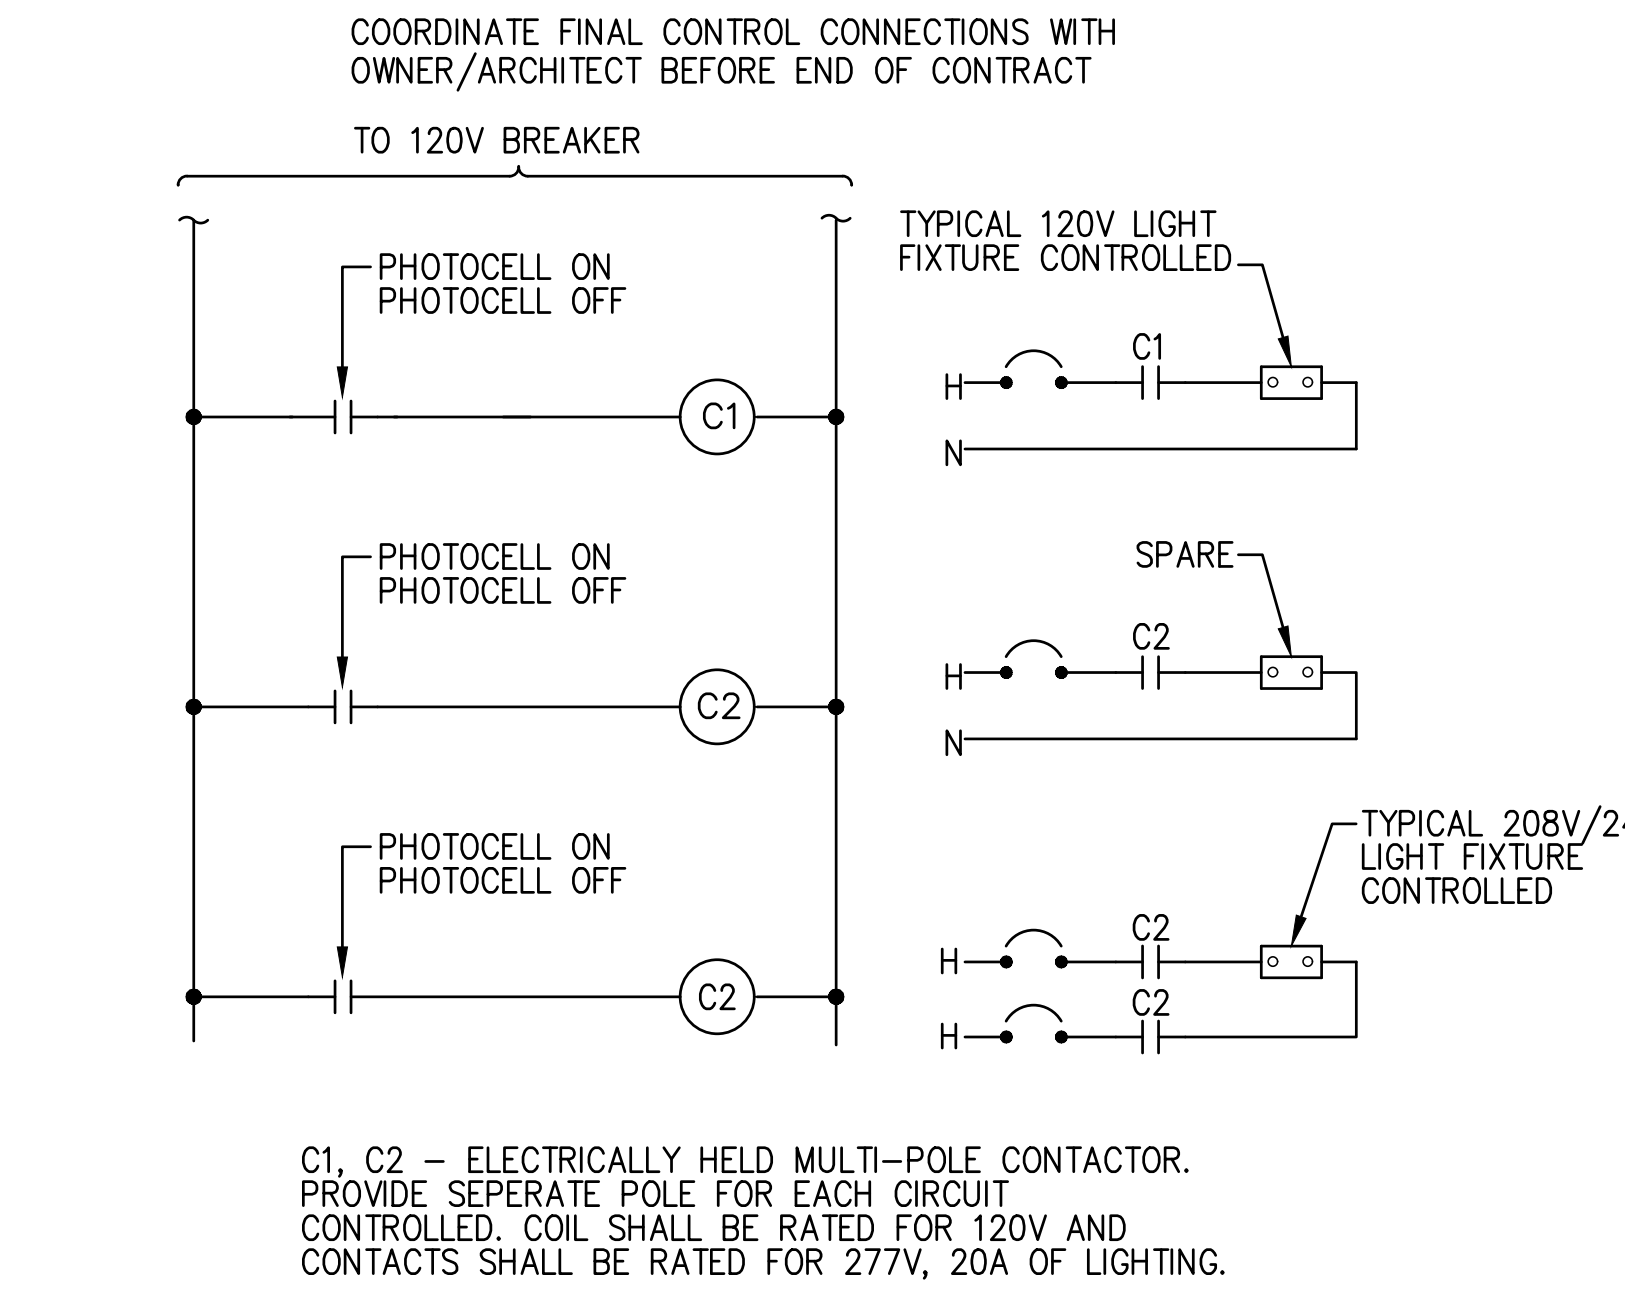 COORDINATE FINAL CONTROL CONNECTIONS WITH
OWNER/ARCHITECT BEFORE END OF CONTRACT
TO 120V BREAKER
PHOTOCELL ON
PHOTOCELL OFF
C1
TYPICAL 120V LIGHT
FIXTURE CONTROLLED
C1
H
N
PHOTOCELL ON
PHOTOCELL OFF
C2
SPARE
C2
H
N
PHOTOCELL ON
PHOTOCELL OFF
C2
TYPICAL 208V/
LIGHT FIXTURE
CONTROLLED
C2
H
C2
H
C1, C2 – ELECTRICALLY HELD MULTI–POLE CONTACTOR.
PROVIDE SEPERATE POLE FOR EACH CIRCUIT
CONTROLLED. COIL SHALL BE RATED FOR 120V AND
CONTACTS SHALL BE RATED FOR 277V, 20A OF LIGHTING.